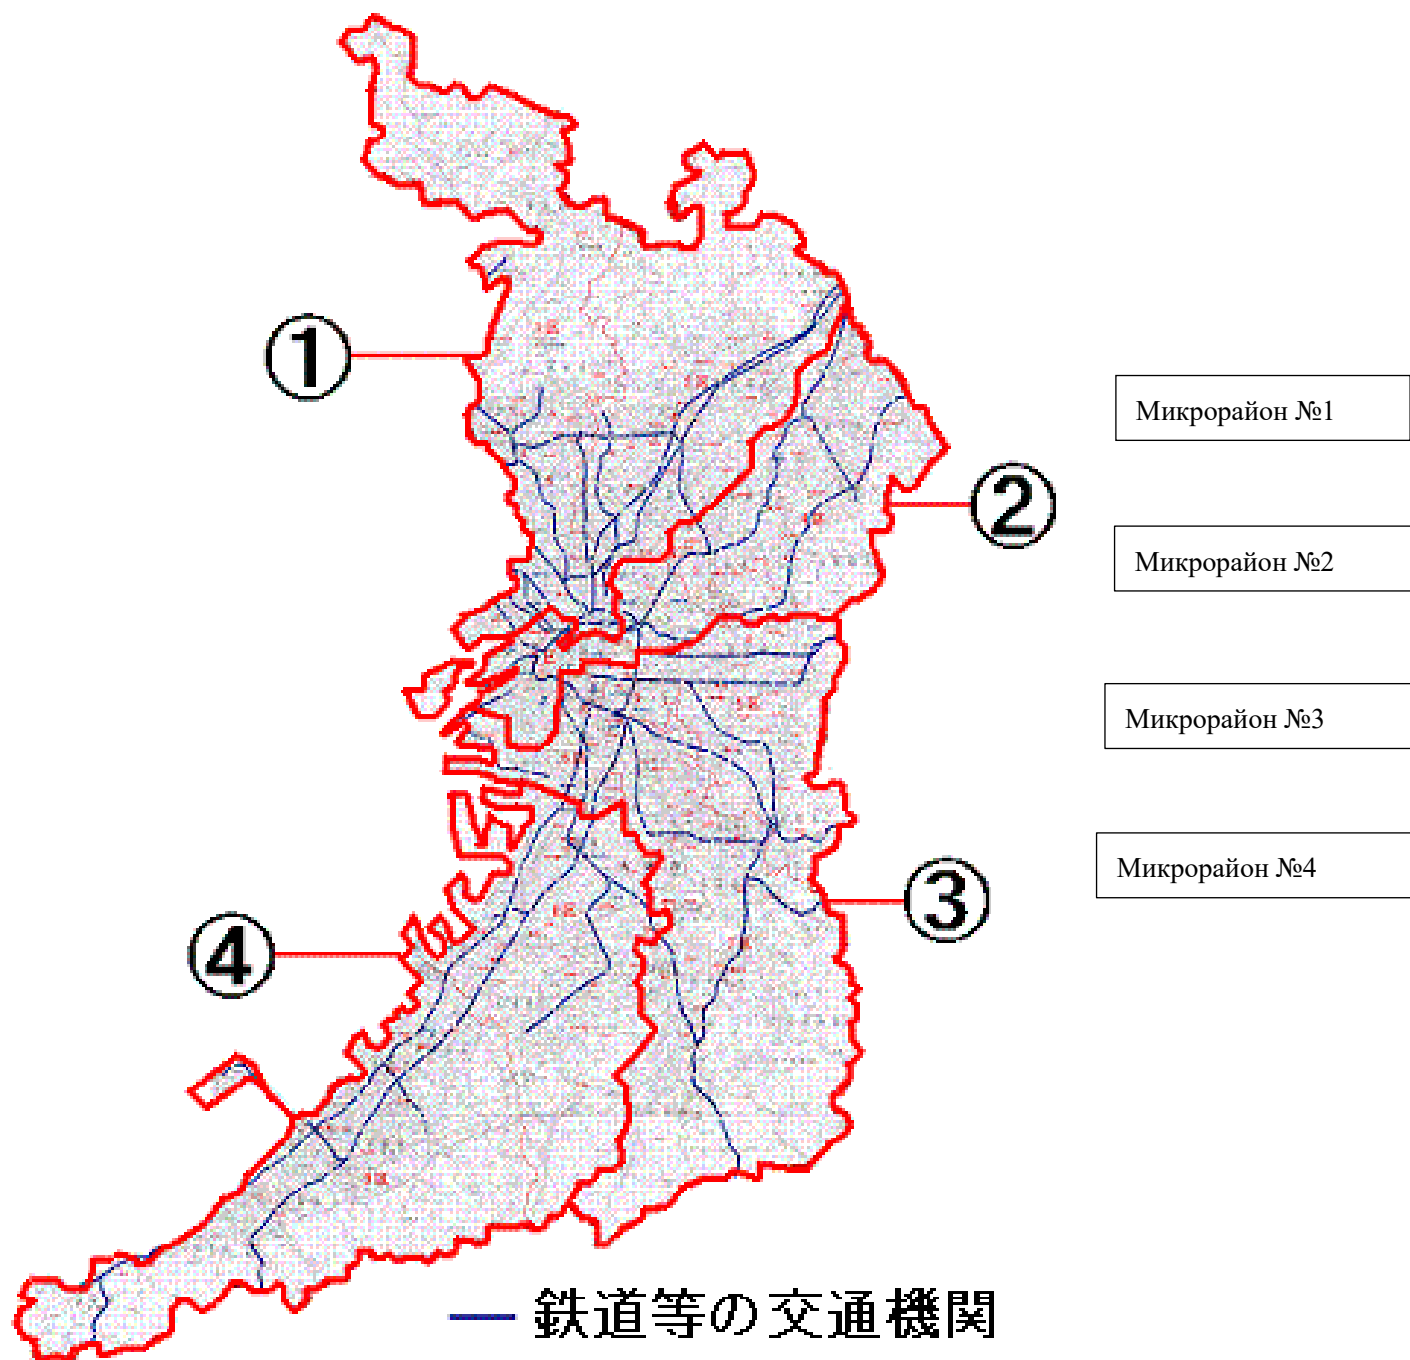 ①
Микрорайон №1
②
Микрорайон №2
Микрорайон №3
Микрорайон №4
③
④
鉄道等の交通機関